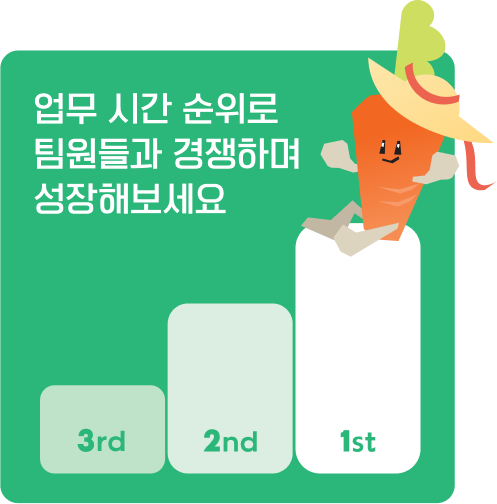 업무 시간 순위로
팀원들과 경쟁하며
성장해보세요
3rd
2nd
1st